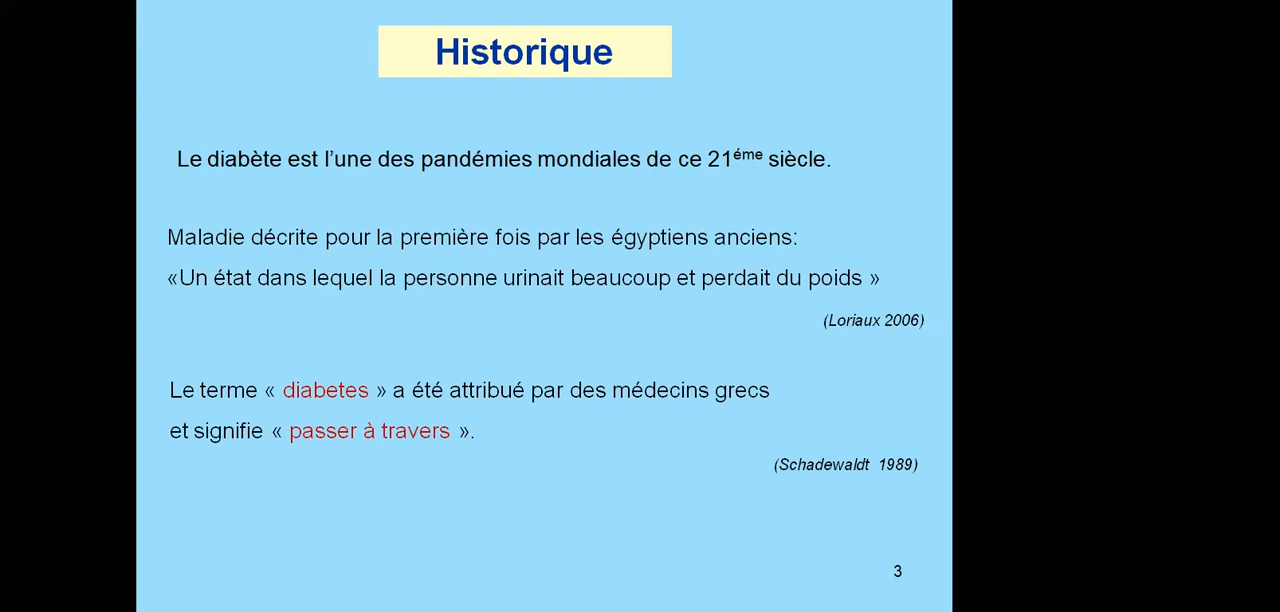 Historique
Le diabète est l’une des pandémies mondiales de ce 21éme siècle.
Maladie décrite pour la première fois par les égyptiens anciens:
«Un état dans lequel la personne urinait beaucoup et perdait du poids »
(Loriaux 2006)
Le terme « diabetes » a été attribué par des médecins grecs
et signifie « passer à travers ».
(Schadewaldt 1989)
3